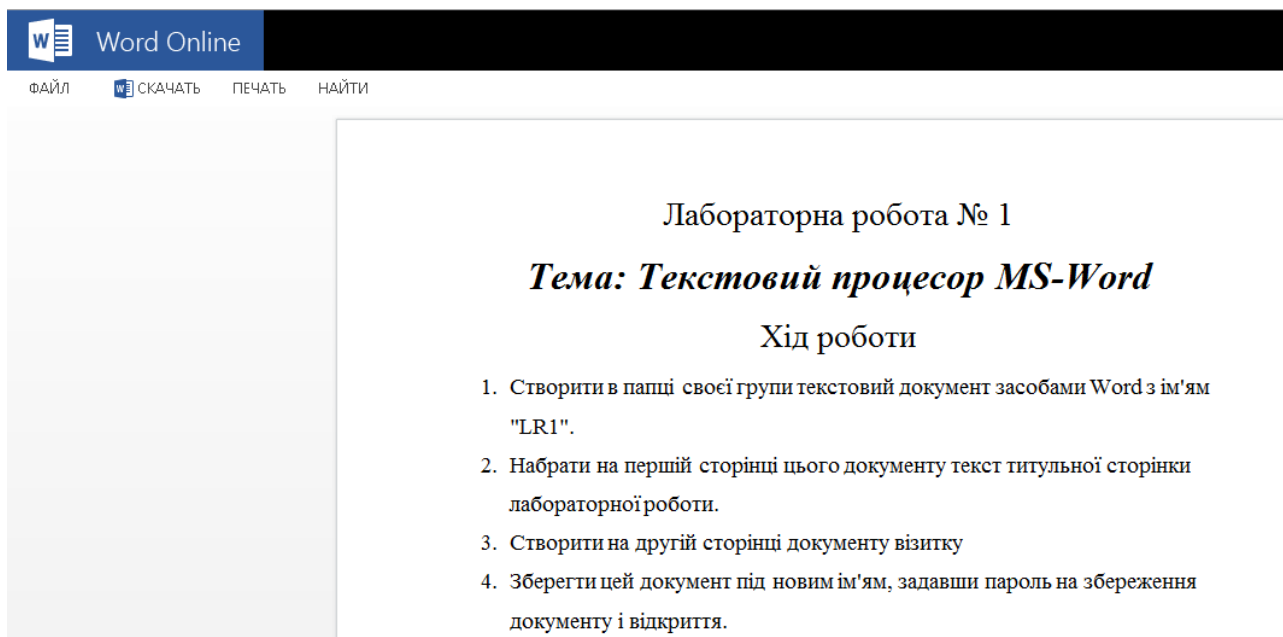 Word Online
ФАЙЛ СКАЧАТЬ ПЕЧАТЬ НАЙТИ
Лабораторна робота № 1
Тема: Текстовий процесор MS-Word
Хід роботи
1. Створити в папці своєї групи текстовий документ засобами Word з ім'ям
"LR1".
2. Набрати на першій сторінці цього документу текст титульної сторінки
лабораторної роботи.
3. Створити на другій сторінці документу візитку
4. Зберегти цей документ під новим ім'ям, задавши пароль на збереження
документу і відкриття.